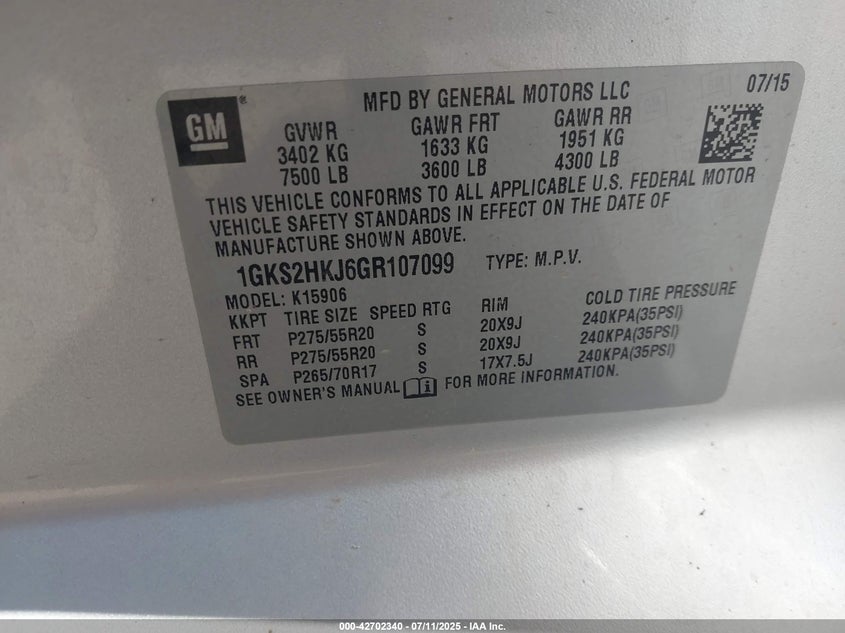 GM®
MFD BY GENERAL MOTORS LLC 07/15
GVWR GAWR FRT GAWR RR
3402 KG 1633 KG 1951 KG
7500 LB 3600 LB 4300 LB
THIS VEHICLE CONFORMS TO ALL APPLICABLE U.S. FEDERAL MOTOR
VEHICLE SAFETY STANDARDS IN EFFECT ON THE DATE OF
MANUFACTURE SHOWN ABOVE.
1GKS2HKJ6GR107099 TYPE: M.P.V.
MODEL: K15906
KKPT TIRE SIZE SPEED RTG RIM COLD TIRE PRESSURE
FRT P275/55R20 S 20X9J 240KPA(35PSI)
RR P275/55R20 S 20X9J 240KPA(35PSI)
SPA P265/70R17 S 17X7.5J 240KPA(35PSI)
SEE OWNER'S MANUAL FOR MORE INFORMATION.
000-42702340 - 07/11/2025 - IAA Inc.